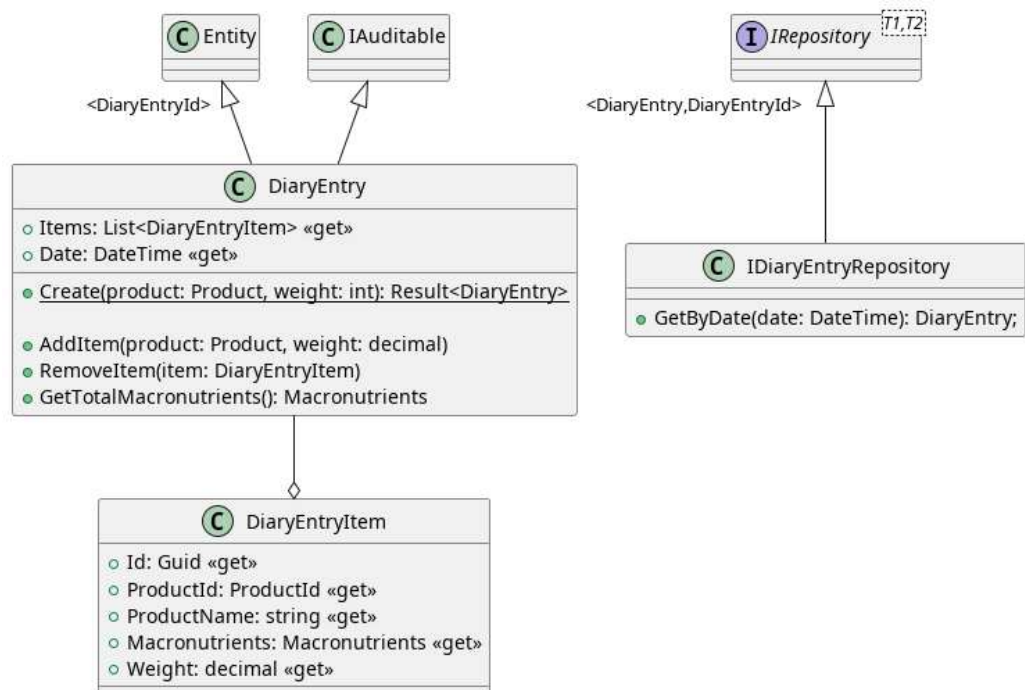 C Entity
C IAuditable
I IRepository
T1,T2
<DiaryEntryId>
<DiaryEntry,DiaryEntryId>
C DiaryEntry
Items: List<DiaryEntryItem> «get»
Date: DateTime «get»
Create(product: Product, weight: int): Result<DiaryEntry>
AddItem(product: Product, weight: decimal)
RemoveItem(item: DiaryEntryItem)
GetTotalMacronutrients(): Macronutrients
C IDiaryEntryRepository
GetByDate(date: DateTime): DiaryEntry;
C DiaryEntryItem
Id: Guid «get»
ProductId: ProductId «get»
ProductName: string «get»
Macronutrients: Macronutrients «get»
Weight: decimal «get»